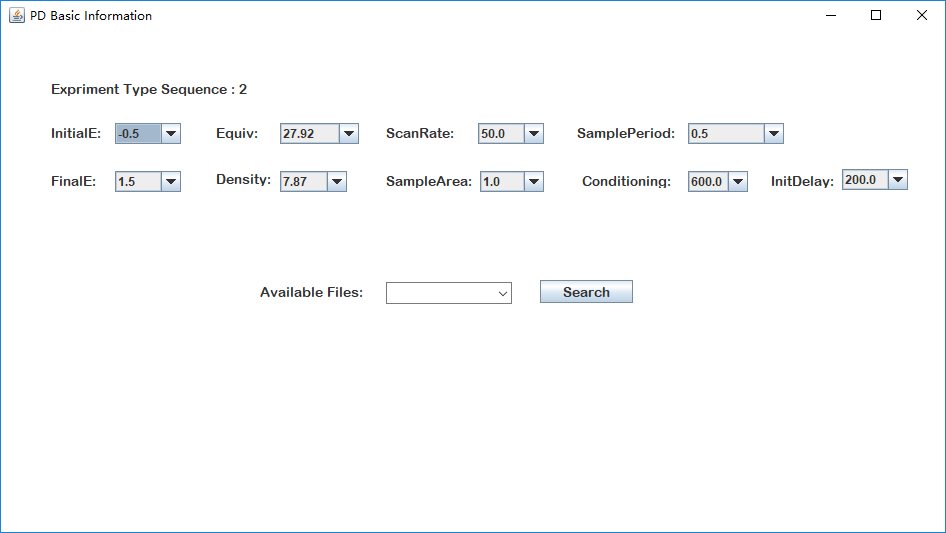 PD Basic Information
Expriment Type Sequence : 2
InitialE: -0.5 Equiv: 27.92 ScanRate: 50.0 SamplePeriod: 0.5
FinalE: 1.5 Density: 7.87 SampleArea: 1.0 Conditioning: 600.0 InitDelay: 200.0
Available Files: Search